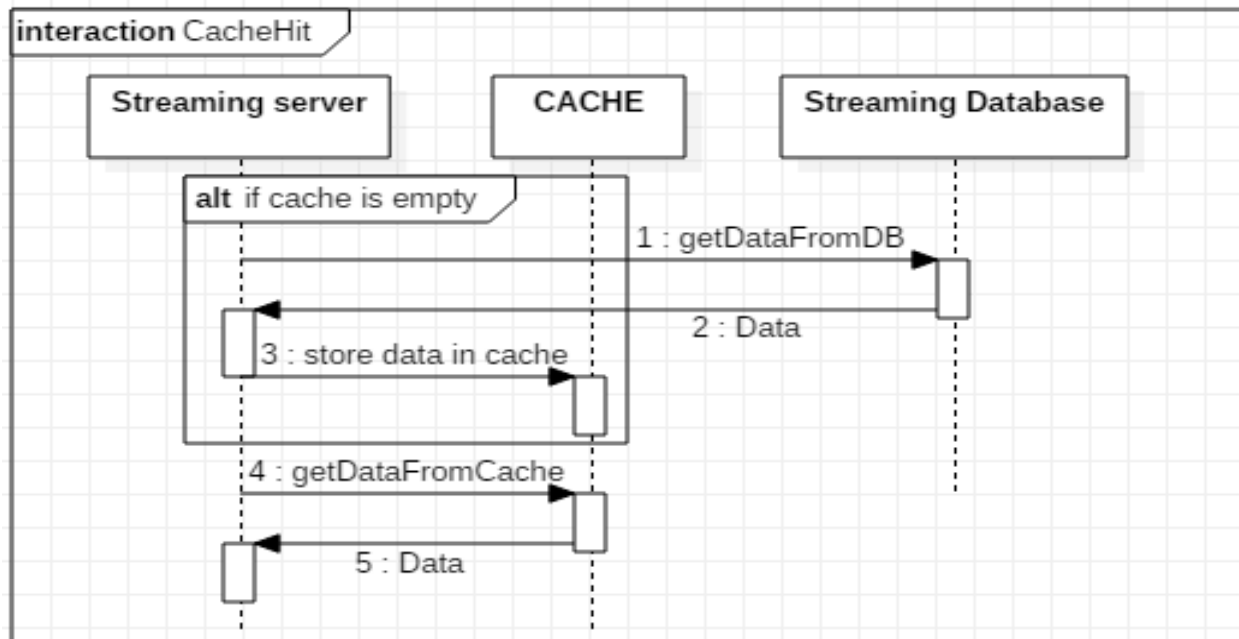 interaction CacheHit
Streaming server
CACHE
Streaming Database
alt if cache is empty
1 : getDataFromDB
2 : Data
3 : store data in cache
4 : getDataFromCache
5 : Data